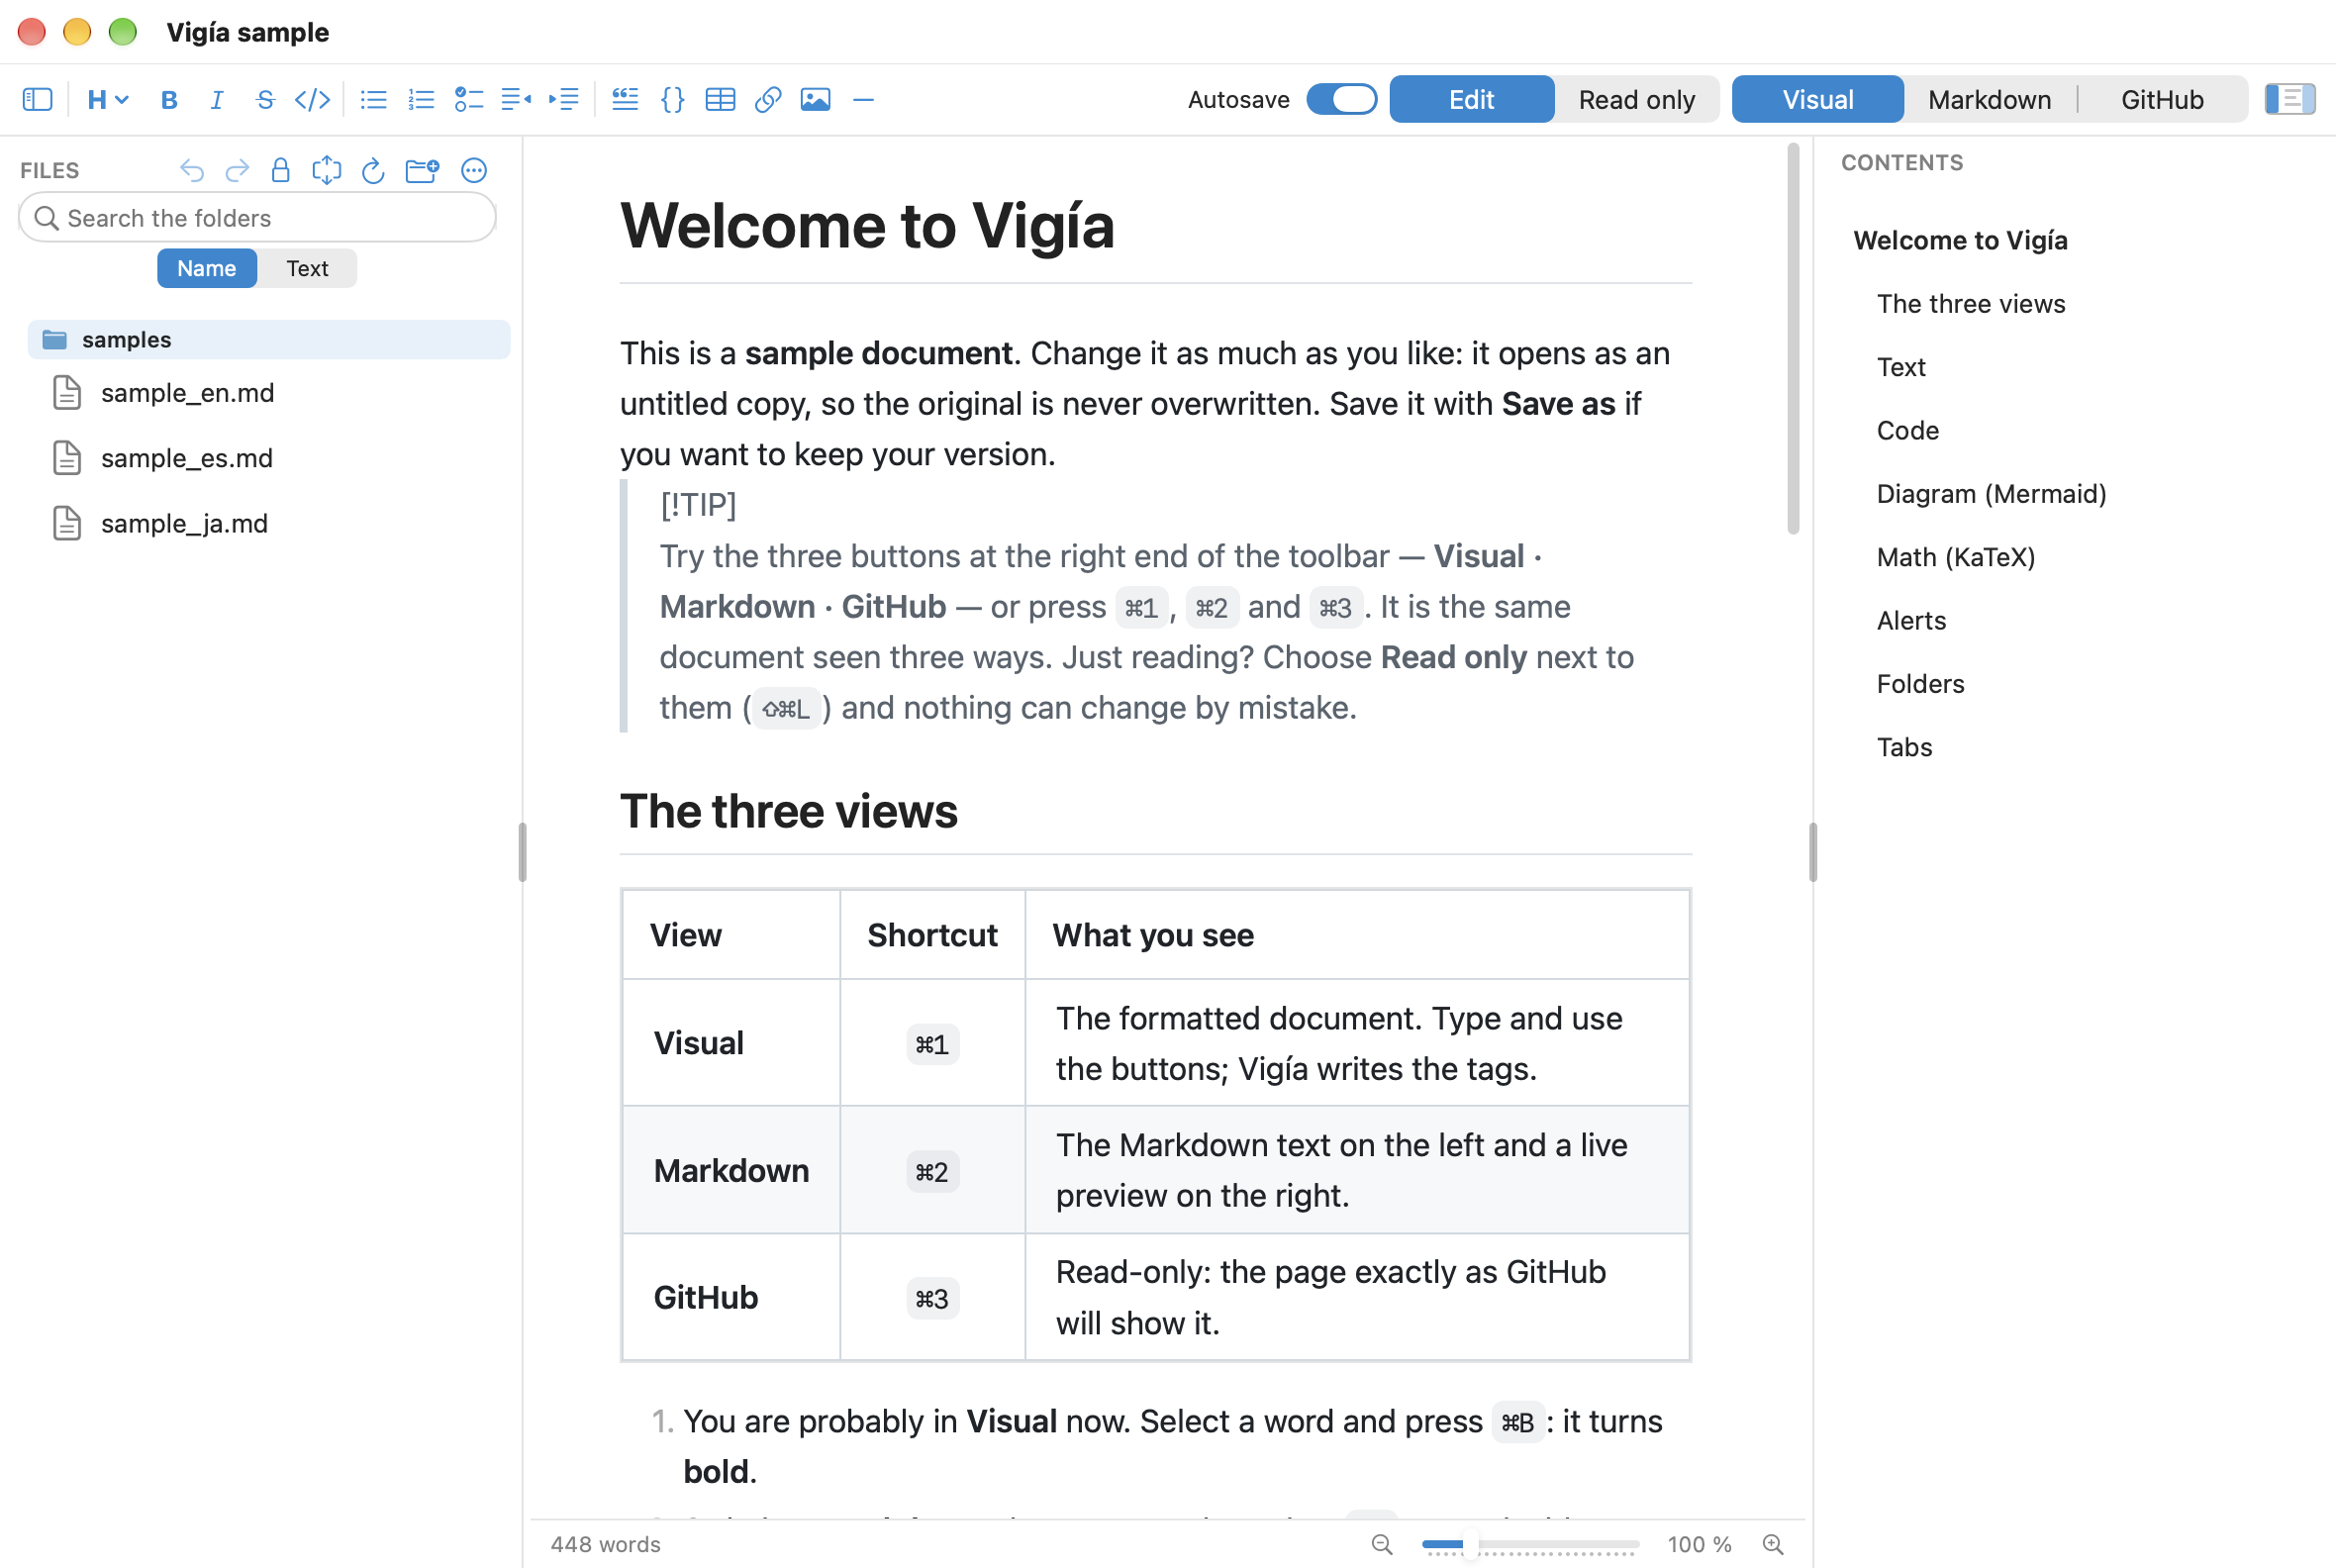 Vigía sample
H B I S </>
Autosave Edit Read only Visual Markdown GitHub
FILES
Search the folders
Name Text
samples
sample_en.md
sample_es.md
sample_ja.md
Welcome to Vigía
This is a sample document. Change it as much as you like: it opens as an
untitled copy, so the original is never overwritten. Save it with Save as if
you want to keep your version.
[!TIP]
Try the three buttons at the right end of the toolbar — Visual ·
Markdown · GitHub — or press ⌘1, ⌘2 and ⌘3. It is the same
document seen three ways. Just reading? Choose Read only next to
them (⇧⌘L) and nothing can change by mistake.
The three views
View Shortcut What you see
Visual ⌘1 The formatted document. Type and use
the buttons; Vigía writes the tags.
Markdown ⌘2 The Markdown text on the left and a live
preview on the right.
GitHub ⌘3 Read-only: the page exactly as GitHub
will show it.
1. You are probably in Visual now. Select a word and press ⌘B: it turns
bold.
448 words
100 %
CONTENTS
Welcome to Vigía
The three views
Text
Code
Diagram (Mermaid)
Math (KaTeX)
Alerts
Folders
Tabs